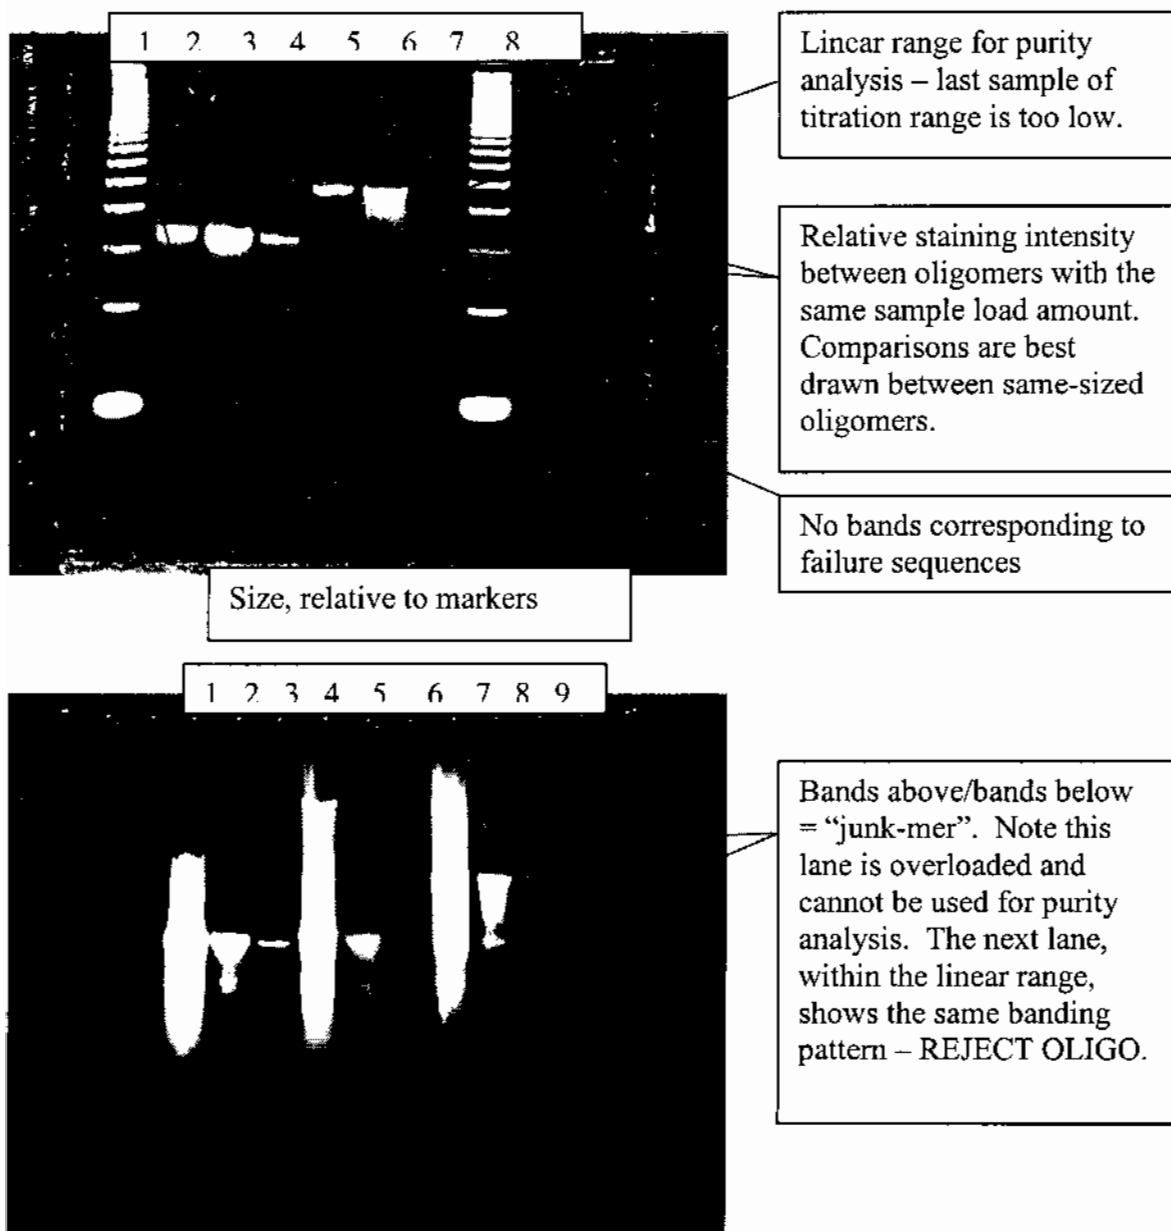 1 2 3 4 5 6 7 8
Linear range for purity
analysis – last sample of
titration range is too low.
Relative staining intensity
between oligomers with the
same sample load amount.
Comparisons are best
drawn between same-sized
oligomers.
No bands corresponding to
failure sequences
Size, relative to markers
1 2 3 4 5 6 7 8 9
Bands above/bands below
= “junk-mer”. Note this
lane is overloaded and
cannot be used for purity
analysis. The next lane,
within the linear range,
shows the same banding
pattern – REJECT OLIGO.